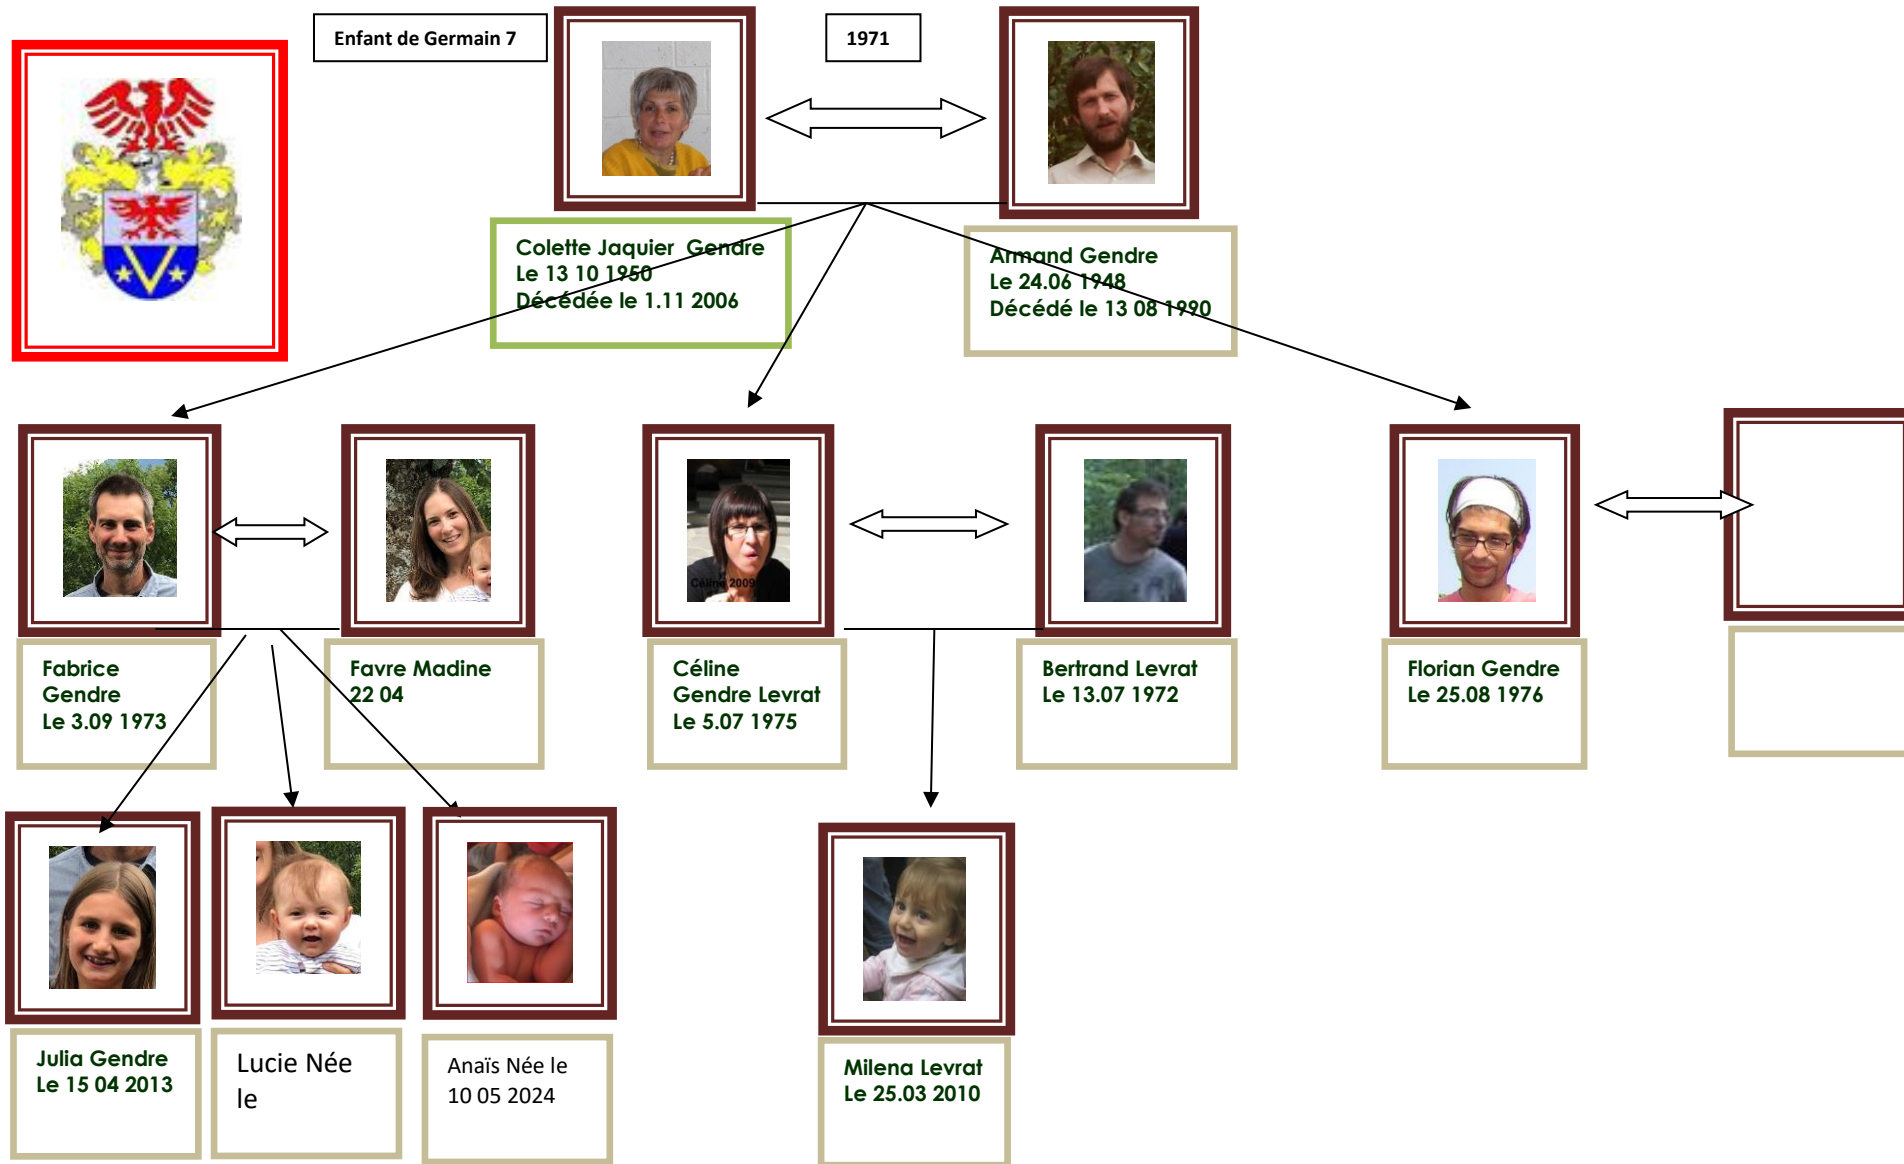 Enfant de Germain 7
1971
Colette Jaquier Gendre
Le 13 10 1950
Décédée le 1.11 2006
Armand Gendre
Le 24.06 1948
Décédé le 13 08 1990
Céline 2009
Fabrice
Gendre
Le 3.09 1973
Favre Madine
22 04
Céline
Gendre Levrat
Le 5.07 1975
Bertrand Levrat
Le 13.07 1972
Florian Gendre
Le 25.08 1976
Julia Gendre
Le 15 04 2013
Lucie Née
le
Anaïs Née le
10 05 2024
Milena Levrat
Le 25.03 2010